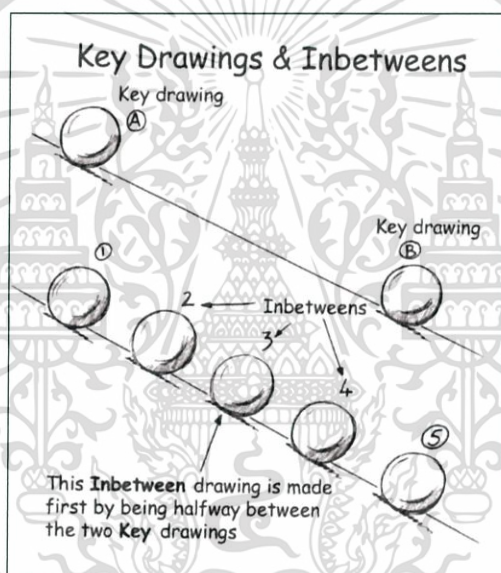 Key Drawings & Inbetweens
Key drawing
A
Key drawing
B
1
2
Inbetweens
3
4
5
This Inbetween drawing is made
first by being halfway between
the two Key drawings